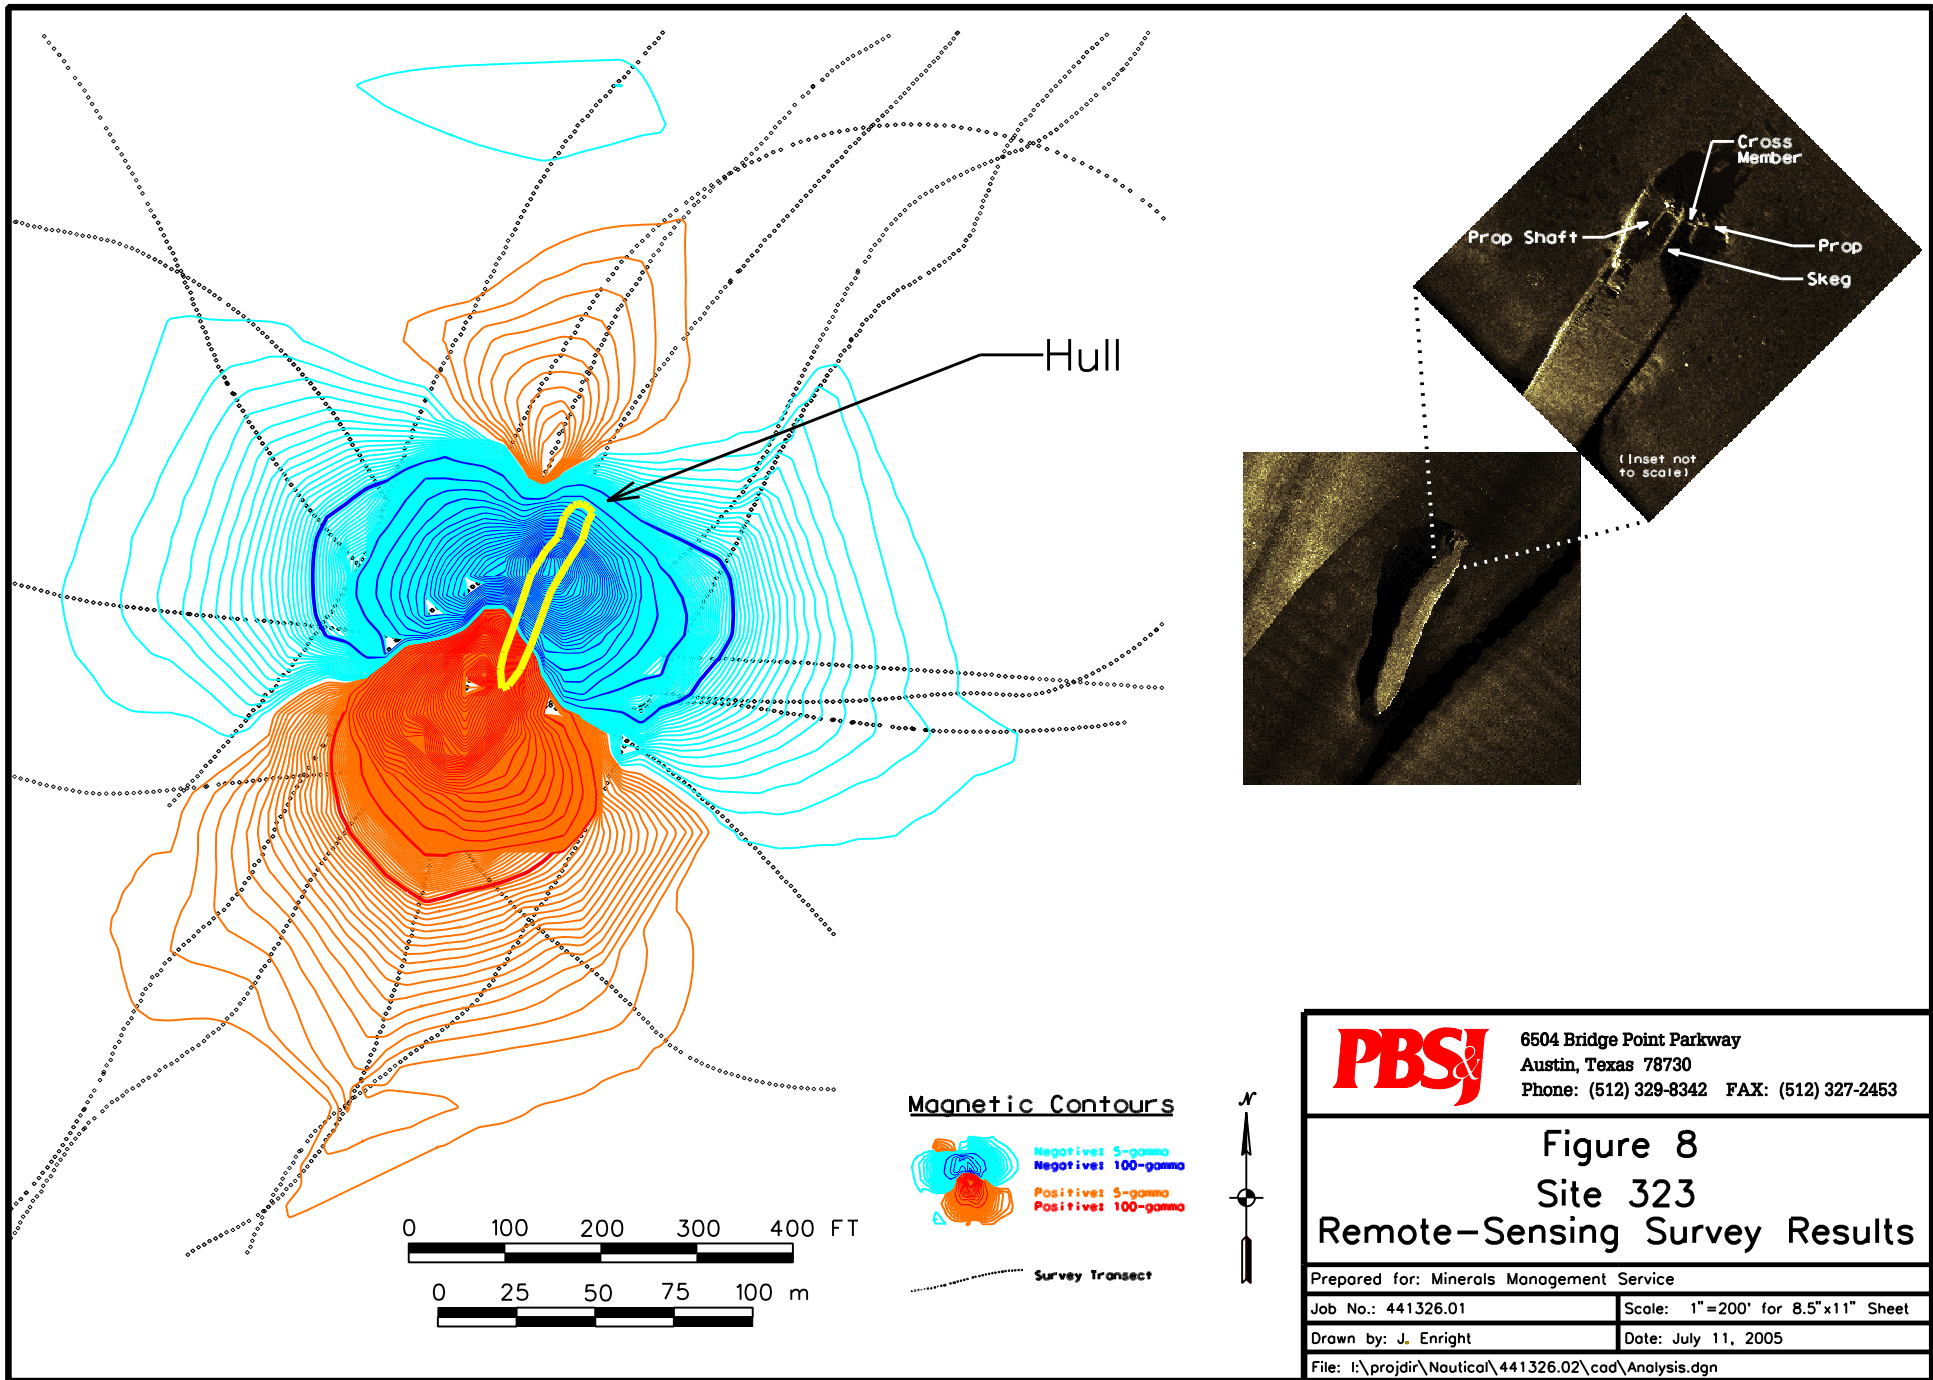 Cross
Member
Prop Shaft
Prop
Skeg
(Inset not
to scale)
Hull
Magnetic Contours
Negative: 5-gamma
Negative: 100-gamma
Positive: 5-gamma
Positive: 100-gamma
Survey Transect
N
0 100 200 300 400 FT
0 25 50 75 100 m
PBS&J
6504 Bridge Point Parkway
Austin, Texas 78730
Phone: (512) 329-8342 FAX: (512) 327-2453
Figure 8
Site 323
Remote-Sensing Survey Results
Prepared for: Minerals Management Service
Job No.: 441326.01
Scale: 1"=200' for 8.5"x11" Sheet
Drawn by: J. Enright
Date: July 11, 2005
File: I:\projdir\Nautical\441326.02\cad\Analysis.dgn